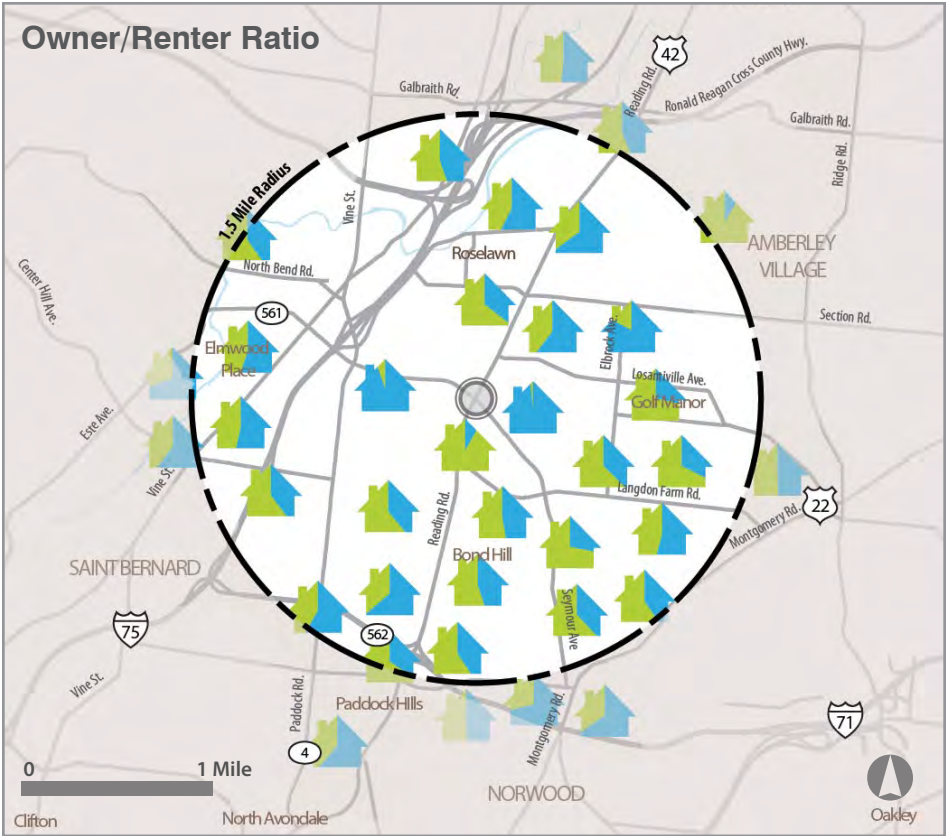 Owner/Renter Ratio
42
Galbraith Rd.
Reading Rd.
Ronald Reagan Cross County Hwy.
Galbraith Rd.
Ridge Rd.
1.5 Mile Radius
Vine St.
AMBERLEY
VILLAGE
Roselawn
North Bend Rd.
Center Hill Ave.
561
Section Rd.
Elmwood
Place
Elbrock Ave.
Losantiville Ave.
Golf Manor
Este Ave.
Vine St.
Reading Rd.
Langdon Farm Rd.
22
Montgomery Rd.
Bond Hill
SAINT BERNARD
Seymour Ave
75
562
Vine St.
Paddock Rd.
Paddock Hills
Montgomery Rd.
71
4
0
1 Mile
NORWOOD
Clifton
North Avondale
Oakley